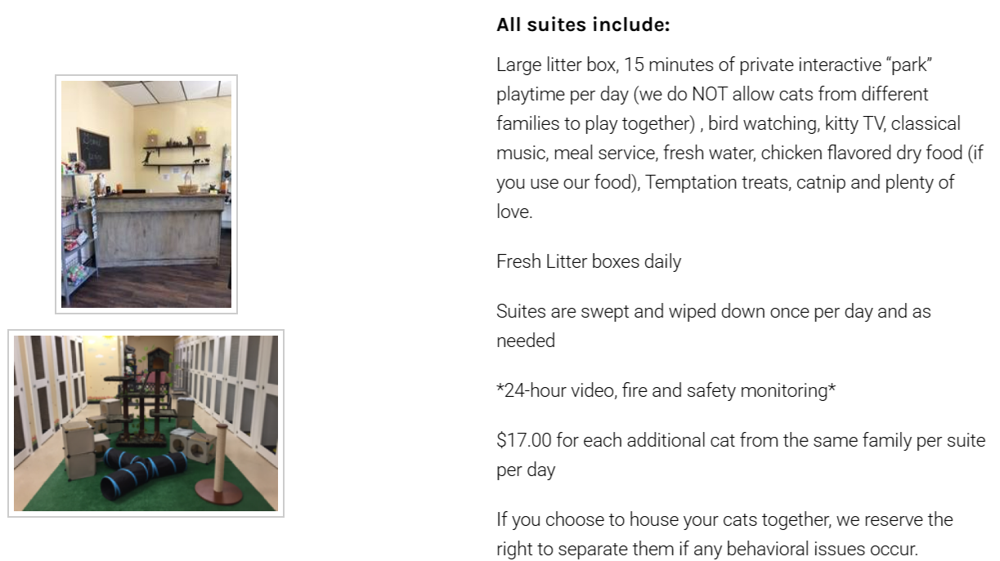 All suites include:
Large litter box, 15 minutes of private interactive “park”
playtime per day (we do NOT allow cats from different
families to play together) , bird watching, kitty TV, classical
music, meal service, fresh water, chicken flavored dry food (if
you use our food), Temptation treats, catnip and plenty of
love.
Fresh Litter boxes daily
Suites are swept and wiped down once per day and as
needed
*24-hour video, fire and safety monitoring*
$17.00 for each additional cat from the same family per suite
per day
If you choose to house your cats together, we reserve the
right to separate them if any behavioral issues occur.